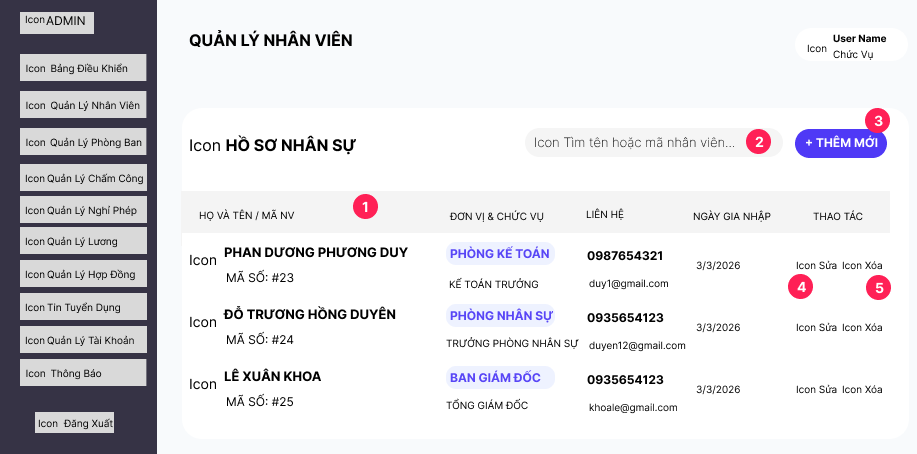 Icon ADMIN
Icon Bảng Điều Khiển
Icon Quản Lý Nhân Viên
Icon Quản Lý Phòng Ban
Icon Quản Lý Chấm Công
Icon Quản Lý Nghỉ Phép
Icon Quản Lý Lương
Icon Quản Lý Hợp Đồng
Icon Tin Tuyển Dụng
Icon Quản Lý Tài Khoản
Icon Thông Báo
Icon Đăng Xuất
QUẢN LÝ NHÂN VIÊN
Icon
User Name
Chức Vụ
Icon HỒ SƠ NHÂN SỰ
Icon Tìm tên hoặc mã nhân viên... 2
3
+ THÊM MỚI
HỌ VÀ TÊN / MÃ NV 1 ĐƠN VỊ & CHỨC VỤ LIÊN HỆ NGÀY GIA NHẬP THAO TÁC
Icon PHAN DƯƠNG PHƯƠNG DUY PHÒNG KẾ TOÁN 0987654321 3/3/2026 Icon Sửa Icon Xóa
MÃ SỐ: #23 KẾ TOÁN TRƯỞNG duy1@gmail.com 4 5
Icon ĐỖ TRƯƠNG HỒNG DUYÊN PHÒNG NHÂN SỰ 0935654123 3/3/2026 Icon Sửa Icon Xóa
MÃ SỐ: #24 TRƯỞNG PHÒNG NHÂN SỰ duyen12@gmail.com
Icon LÊ XUÂN KHOA BAN GIÁM ĐỐC 0935654123 3/3/2026 Icon Sửa Icon Xóa
MÃ SỐ: #25 TỔNG GIÁM ĐỐC khoale@gmail.com